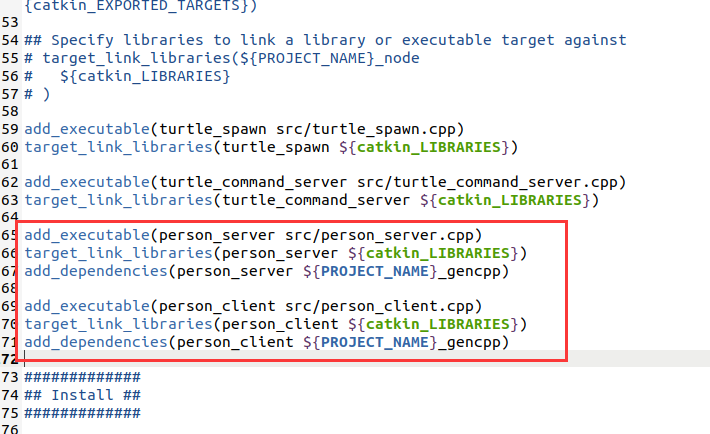 {catkin_EXPORTED_TARGETS})
53
54 ## Specify libraries to link a library or executable target against
55 # target_link_libraries(${PROJECT_NAME}_node
56 #   ${catkin_LIBRARIES}
57 # )
58
59 add_executable(turtle_spawn src/turtle_spawn.cpp)
60 target_link_libraries(turtle_spawn ${catkin_LIBRARIES})
61
62 add_executable(turtle_command_server src/turtle_command_server.cpp)
63 target_link_libraries(turtle_command_server ${catkin_LIBRARIES})
64
65 add_executable(person_server src/person_server.cpp)
66 target_link_libraries(person_server ${catkin_LIBRARIES})
67 add_dependencies(person_server ${PROJECT_NAME}_gencpp)
68
69 add_executable(person_client src/person_client.cpp)
70 target_link_libraries(person_client ${catkin_LIBRARIES})
71 add_dependencies(person_client ${PROJECT_NAME}_gencpp)
72
73 #############
74 ## Install ##
75 #############
76